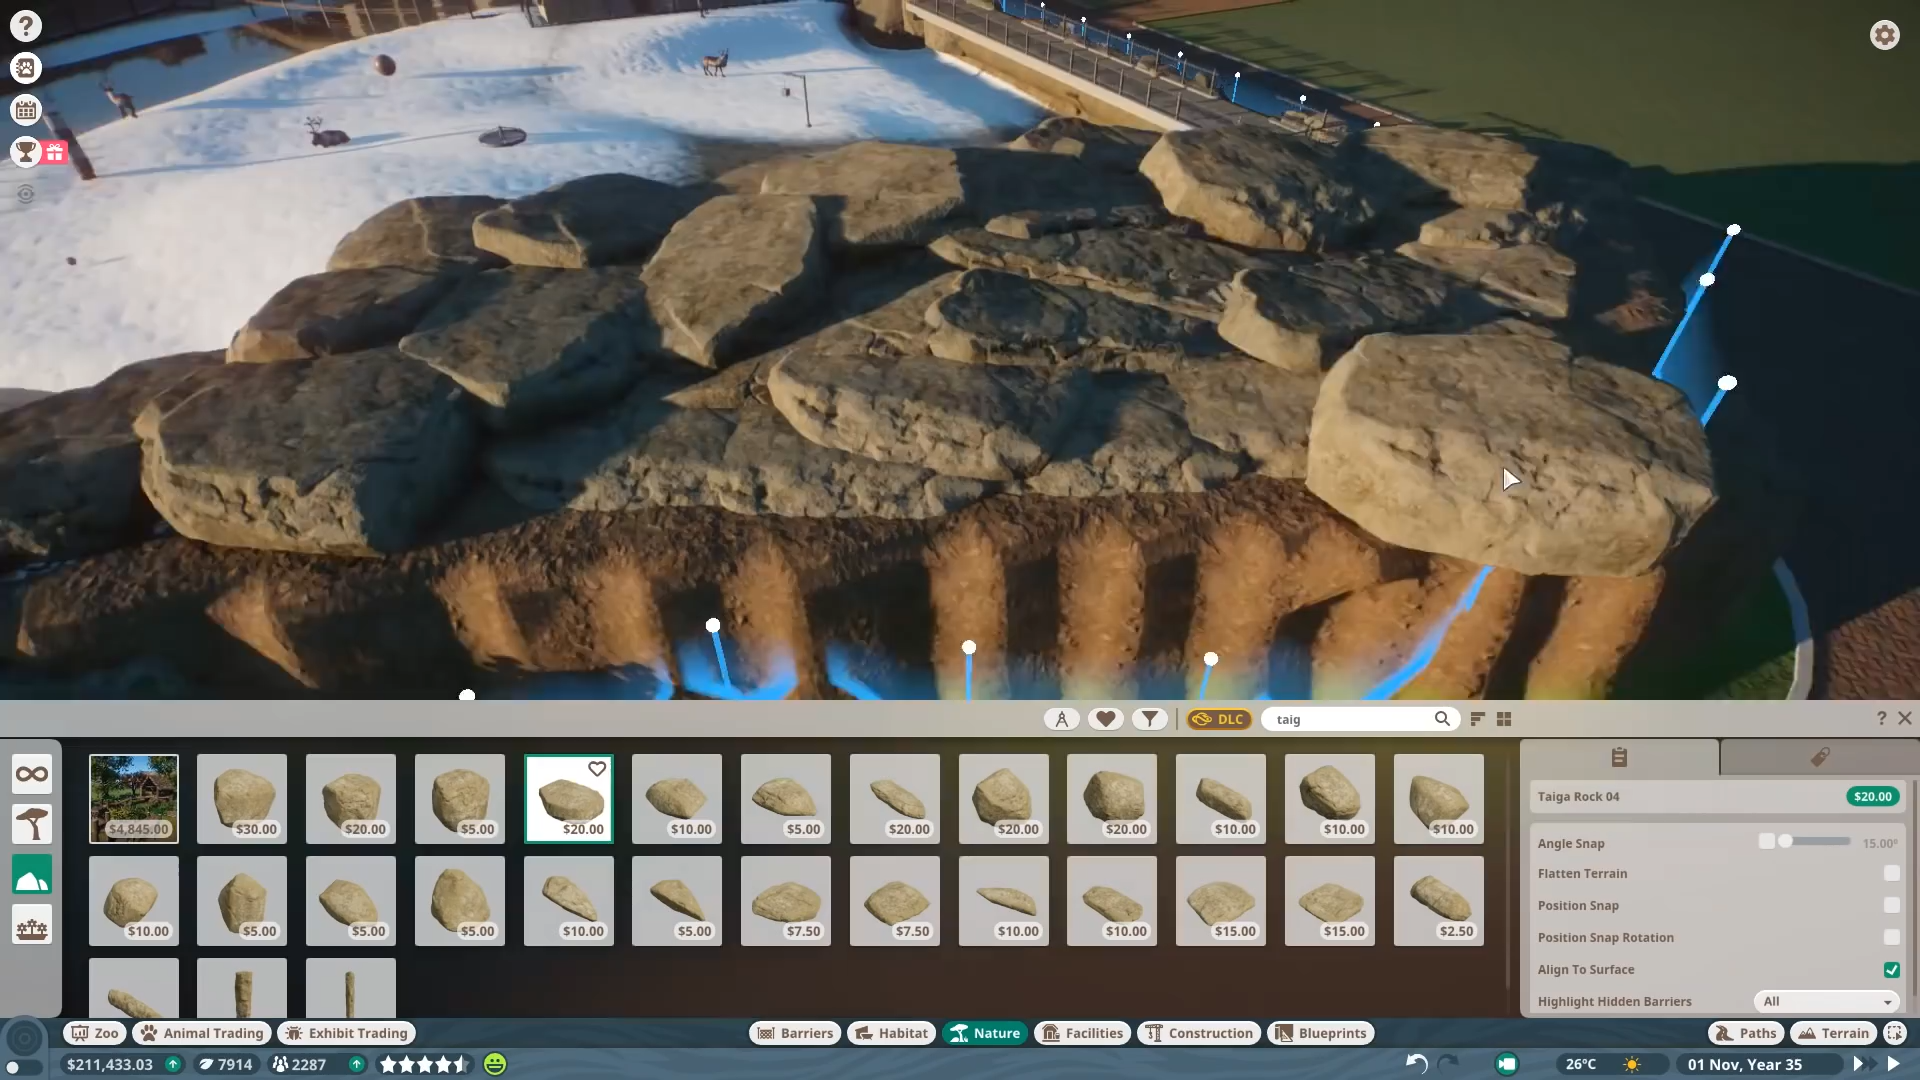 ?
DLC
taig
?
$4,845.00
$30.00
$20.00
$5.00
$20.00
$10.00
$5.00
$20.00
$20.00
$20.00
$10.00
$10.00
$10.00
$10.00
$5.00
$5.00
$5.00
$10.00
$5.00
$7.50
$7.50
$10.00
$10.00
$15.00
$15.00
$2.50
Taiga Rock 04
$20.00
Angle Snap
15.00°
Flatten Terrain
Position Snap
Position Snap Rotation
Align To Surface
Highlight Hidden Barriers
All
Zoo
Animal Trading
Exhibit Trading
Barriers
Habitat
Nature
Facilities
Construction
Blueprints
Paths
Terrain
$211,433.03
7914
2287
26°C
01 Nov, Year 35